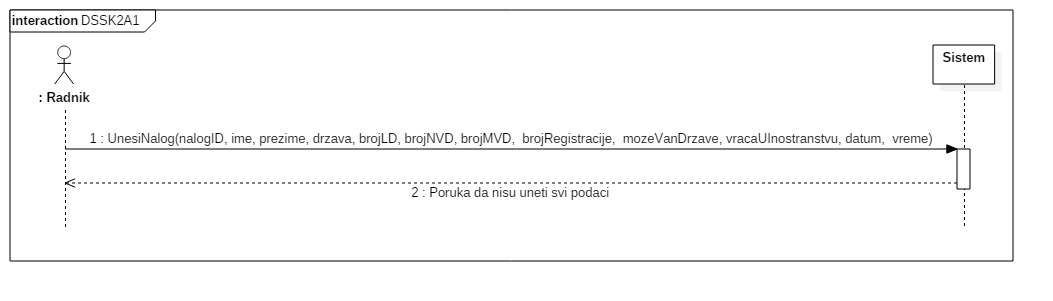 interaction DSSK2A1
: Radnik
Sistem
1 : UnesiNalog(nalogID, ime, prezime, drzava, brojLD, brojNVD, brojMVD,  brojRegistracije,  mozeVanDrzave, vracaUInostranstvu, datum,  vreme)
2 : Poruka da nisu uneti svi podaci